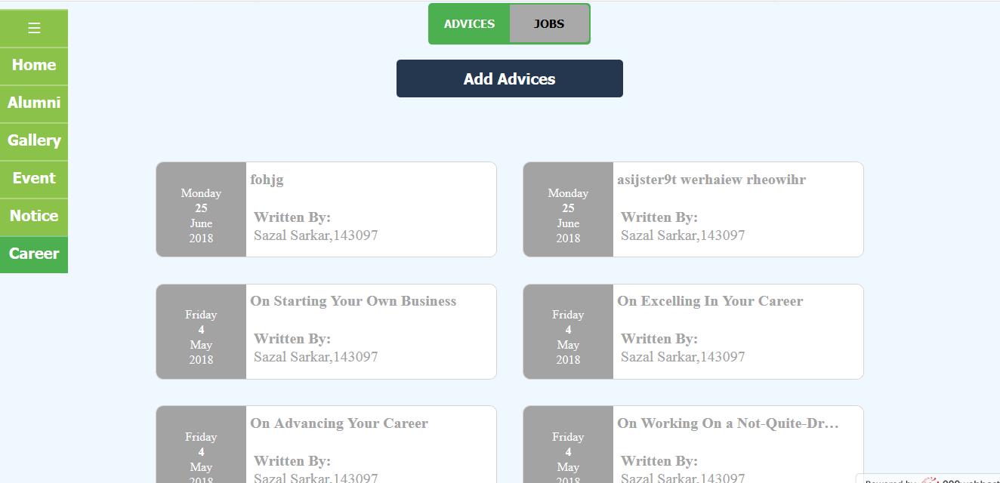 ADVICES JOBS
☰
Home
Alumni
Gallery
Event
Notice
Career
Add Advices
Monday
25
June
2018
fohjg
Written By:
Sazal Sarkar,143097
Monday
25
June
2018
asijster9t werhaiew rheowihr
Written By:
Sazal Sarkar,143097
Friday
4
May
2018
On Starting Your Own Business
Written By:
Sazal Sarkar,143097
Friday
4
May
2018
On Excelling In Your Career
Written By:
Sazal Sarkar,143097
Friday
4
May
2018
On Advancing Your Career
Written By:
Sazal Sarkar,143097
Friday
4
May
2018
On Working On a Not-Quite-Dr…
Written By:
Sazal Sarkar,143097
Powered by